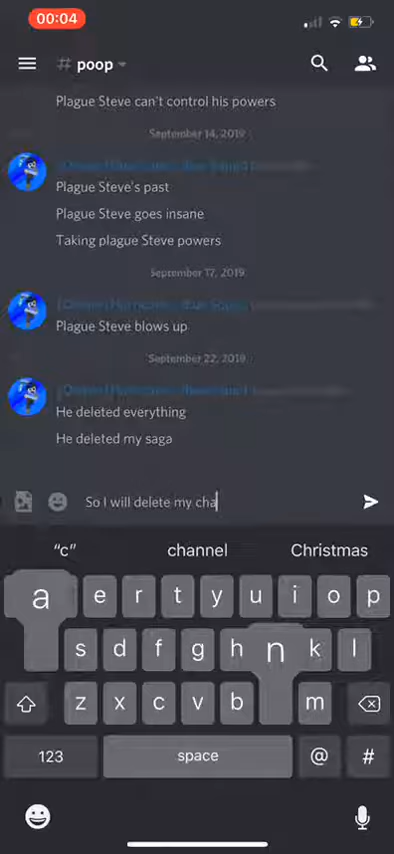 00:04
# poop
Plague Steve can't control his powers
September 14, 2019
Plague Steve's past
Plague Steve goes insane
Taking plague Steve powers
September 17, 2019
Plague Steve blows up
September 22, 2019
He deleted everything
He deleted my saga
So I will delete my cha
“c” channel Christmas
a e r t y u i o p
s d f g h n k l
z x c v b m
123 space @ #